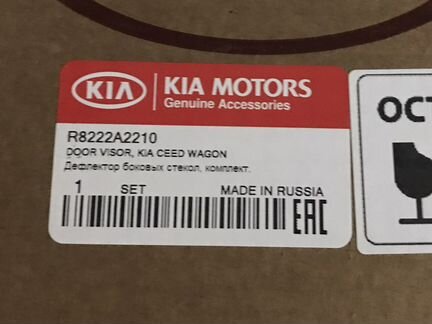 KIA
KIA MOTORS
Genuine Accessories
R8222A2210
DOOR VISOR, KIA CEED WAGON
Дефлектор боковых стекол, комплект.
1 SET MADE IN RUSSIA
EAC
ОСТ